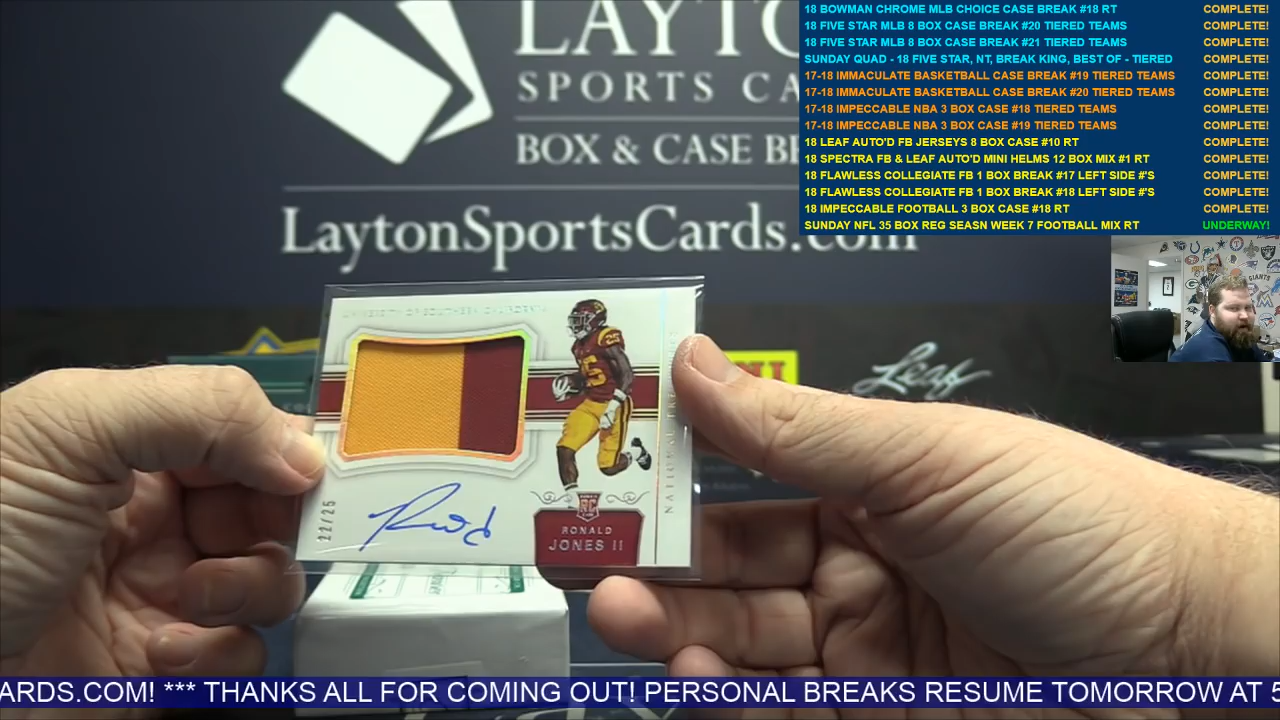 LAYTO
SPORTS CA
BOX & CASE BE
LaytonSportsCards.com
18 BOWMAN CHROME MLB CHOICE CASE BREAK #18 RT COMPLETE!
18 FIVE STAR MLB 8 BOX CASE BREAK #20 TIERED TEAMS COMPLETE!
18 FIVE STAR MLB 8 BOX CASE BREAK #21 TIERED TEAMS COMPLETE!
SUNDAY QUAD - 18 FIVE STAR, NT, BREAK KING, BEST OF - TIERED COMPLETE!
17-18 IMMACULATE BASKETBALL CASE BREAK #19 TIERED TEAMS COMPLETE!
17-18 IMMACULATE BASKETBALL CASE BREAK #20 TIERED TEAMS COMPLETE!
17-18 IMPECCABLE NBA 3 BOX CASE #18 TIERED TEAMS COMPLETE!
17-18 IMPECCABLE NBA 3 BOX CASE #19 TIERED TEAMS COMPLETE!
18 LEAF AUTO'D FB JERSEYS 8 BOX CASE #10 RT COMPLETE!
18 SPECTRA FB & LEAF AUTO'D MINI HELMS 12 BOX MIX #1 RT COMPLETE!
18 FLAWLESS COLLEGIATE FB 1 BOX BREAK #17 LEFT SIDE #'S COMPLETE!
18 FLAWLESS COLLEGIATE FB 1 BOX BREAK #18 LEFT SIDE #'S COMPLETE!
18 IMPECCABLE FOOTBALL 3 BOX CASE #18 RT COMPLETE!
SUNDAY NFL 35 BOX REG SEASN WEEK 7 FOOTBALL MIX RT UNDERWAY!
Leaf
22/25
RC
RONALD
JONES II
CARDS.COM! *** THANKS ALL FOR COMING OUT! PERSONAL BREAKS RESUME TOMORROW AT 5